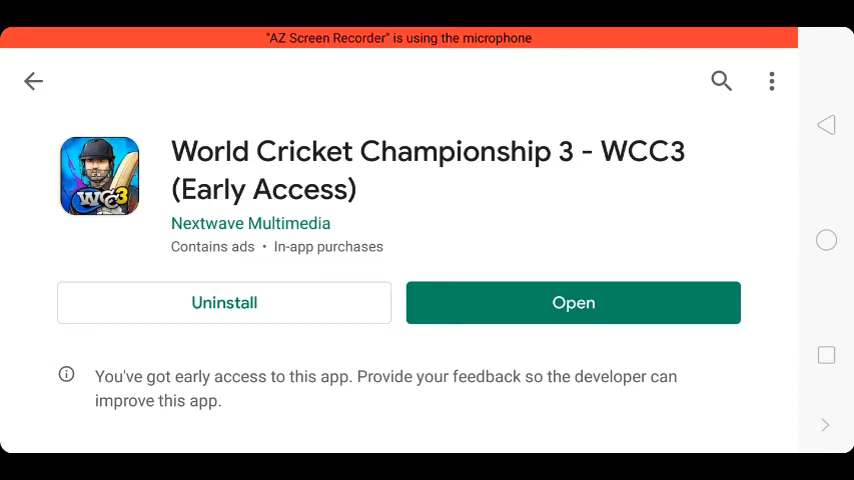 "AZ Screen Recorder" is using the microphone
World Cricket Championship 3 - WCC3
(Early Access)
WCC3
Nextwave Multimedia
Contains ads • In-app purchases
Uninstall
Open
You've got early access to this app. Provide your feedback so the developer can
improve this app.